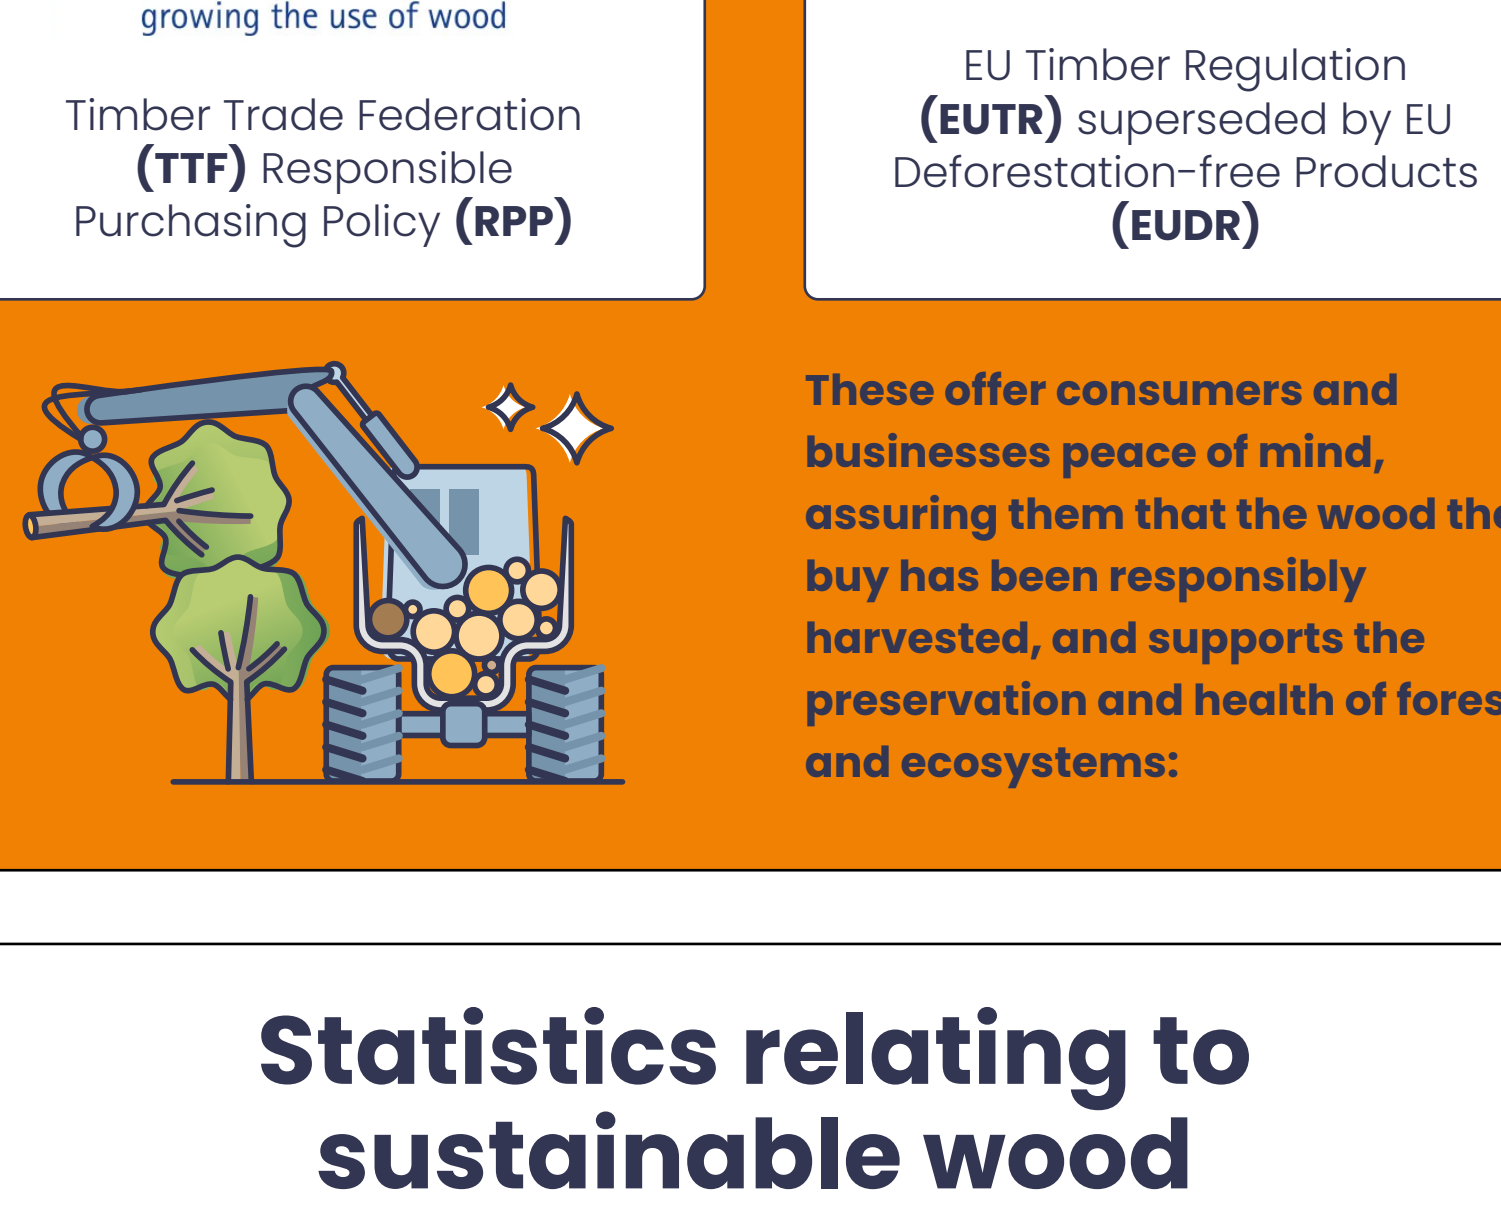 growing the use of wood
Timber Trade Federation
(TTF) Responsible
Purchasing Policy (RPP)
EU Timber Regulation
(EUTR) superseded by EU
Deforestation-free Products
(EUDR)
These offer consumers and
businesses peace of mind,
assuring them that the wood
buy has been responsibly
harvested, and supports the
preservation and health of
and ecosystems:
Statistics relating to
sustainable wood